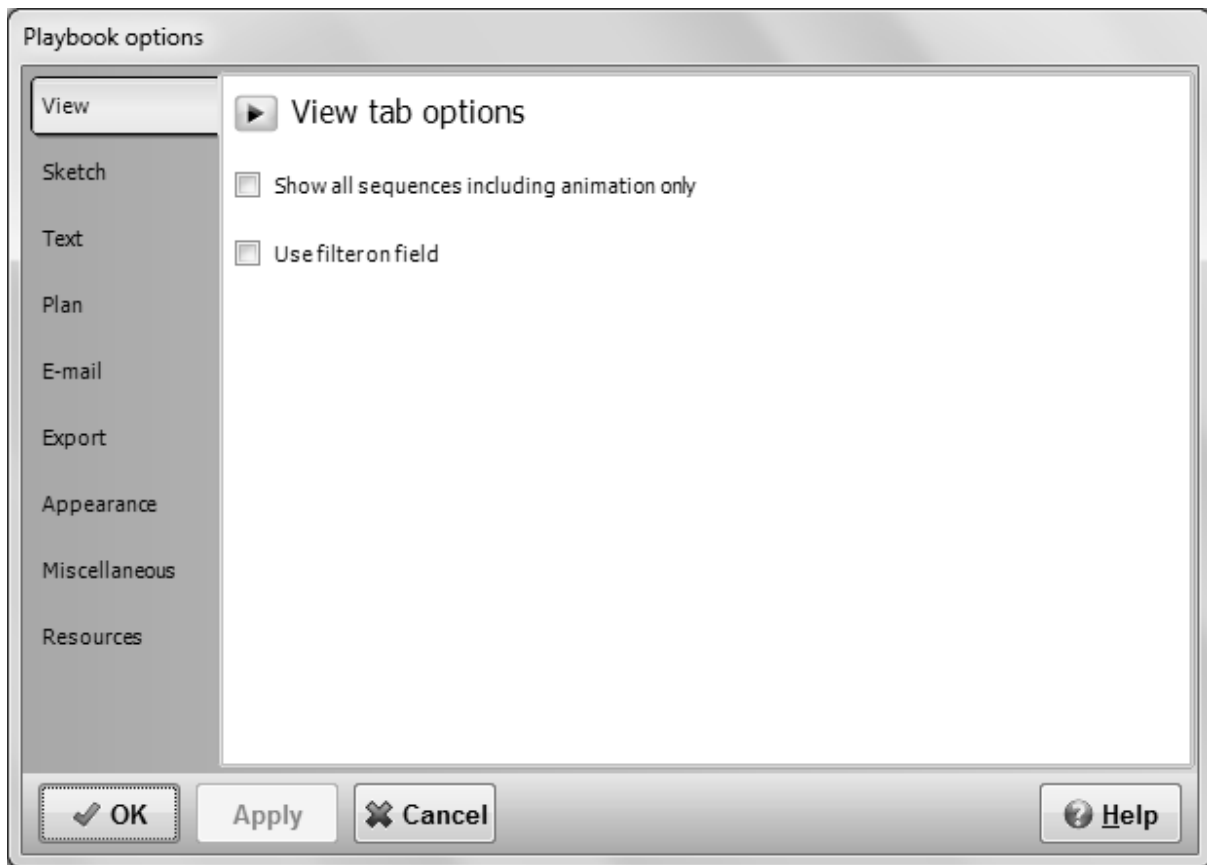 Playbook options
View
Sketch
Text
Plan
E-mail
Export
Appearance
Miscellaneous
Resources
View tab options
Show all sequences including animation only
Use filter on field
OK
Apply
Cancel
Help